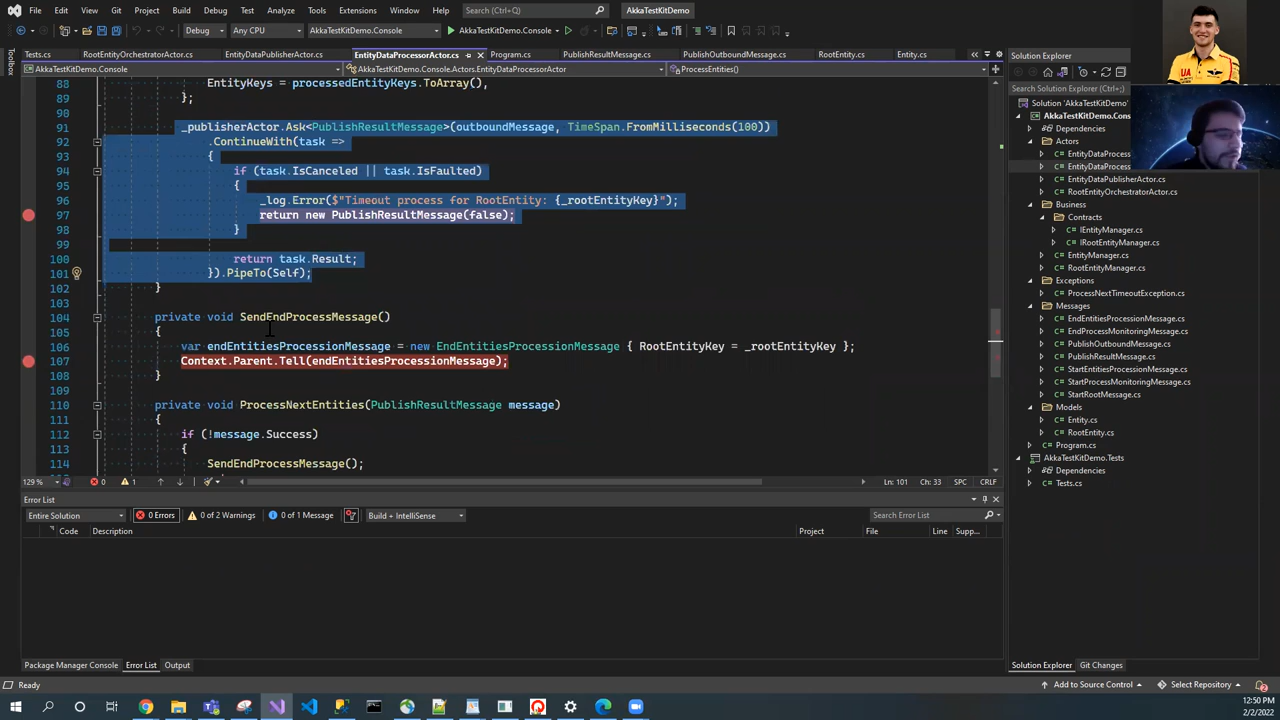 File Edit View Git Project Build Debug Test Analyze Tools Extensions Window Help Search (Ctrl+Q) AkkaTestKitDemo
Debug Any CPU AkkaTestKitDemo.Console AkkaTestKitDemo.Console
Tests.cs RootEntityOrchestratorActor.cs EntityDataPublisherActor.cs EntityDataProcessorActor.cs Program.cs PublishResultMessage.cs PublishOutboundMessage.cs RootEntity.cs Entity.cs
AkkaTestKitDemo.Console AkkaTestKitDemo.Console.Actors.EntityDataProcessorActor ProcessEntities()
Toolbox
88 EntityKeys = processedEntityKeys.ToArray(),
89 };
90
91 _publisherActor.Ask<PublishResultMessage>(outboundMessage, TimeSpan.FromMilliseconds(100))
92 .ContinueWith(task =>
93 {
94 if (task.IsCanceled || task.IsFaulted)
95 {
96 _log.Error($"Timeout process for RootEntity: {_rootEntityKey}");
97 return new PublishResultMessage(false);
98 }
99
100 return task.Result;
101 }).PipeTo(Self);
102 }
103
104 private void SendEndProcessMessage()
105 {
106 var endEntitiesProcessionMessage = new EndEntitiesProcessionMessage { RootEntityKey = _rootEntityKey };
107 Context.Parent.Tell(endEntitiesProcessionMessage);
108 }
109
110 private void ProcessNextEntities(PublishResultMessage message)
111 {
112 if (!message.Success)
113 {
114 SendEndProcessMessage();
129 % 0 1 Ln: 101 Ch: 33 SPC CRLF
Error List
Entire Solution 0 Errors 0 of 2 Warnings 0 of 1 Message Build + IntelliSense Search Error List
Code Description Project File Line Supp...
Package Manager Console Error List Output
Solution Explorer
Search Solution Explorer (Ctrl+;)
Solution 'AkkaTestKitDemo'
AkkaTestKitDemo.Cons
Dependencies
Actors
EntityDataProcess
EntityDataProcess
EntityDataPublisherActor.cs
RootEntityOrchestratorActor.cs
Business
Contracts
IEntityManager.cs
IRootEntityManager.cs
EntityManager.cs
RootEntityManager.cs
Exceptions
ProcessNextTimeoutException.cs
Messages
EndEntitiesProcessionMessage.cs
EndProcessMonitoringMessage.cs
PublishOutboundMessage.cs
PublishResultMessage.cs
StartEntitiesProcessionMessage.cs
StartProcessMonitoringMessage.cs
StartRootMessage.cs
Models
Entity.cs
RootEntity.cs
Program.cs
AkkaTestKitDemo.Tests
Dependencies
Tests.cs
Solution Explorer Git Changes
Ready Add to Source Control Select Repository
12:50 PM
2/2/2022